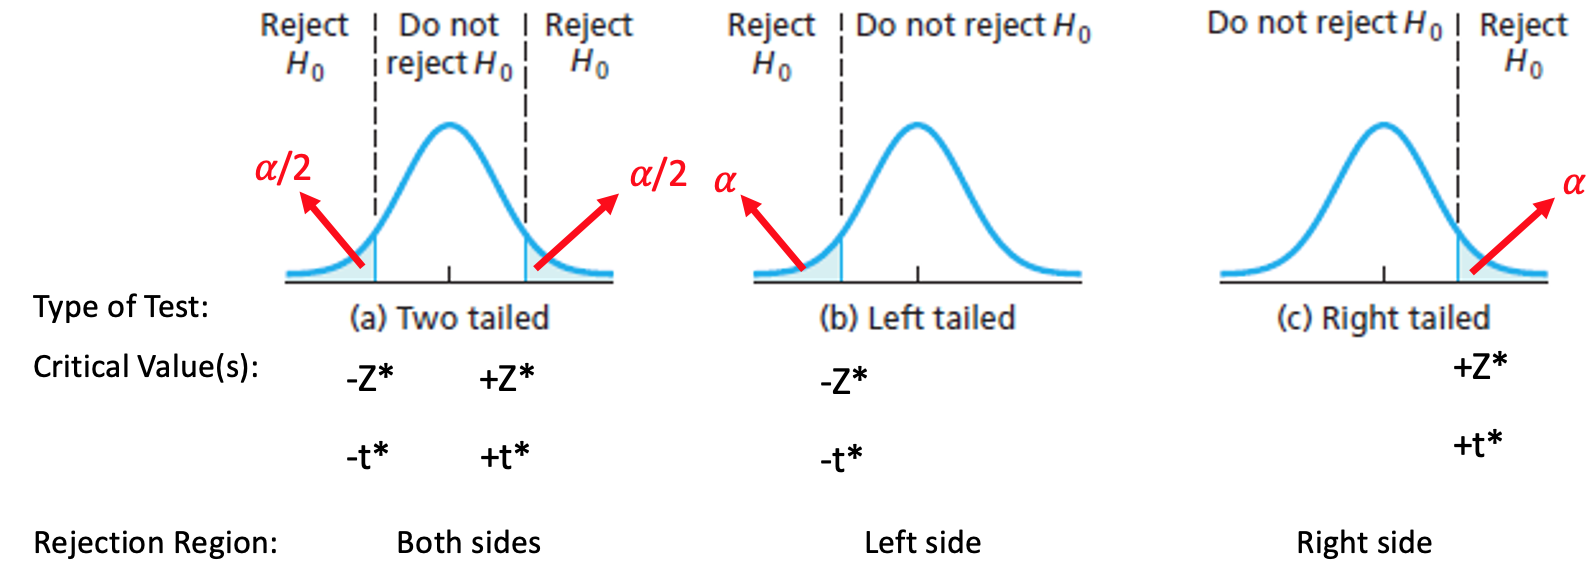 Reject
H₀
Do not
reject H₀
Reject
H₀
Reject
H₀
Do not reject H₀
Do not reject H₀
Reject
H₀
α/2
α/2
α
α
Type of Test:
(a) Two tailed
(b) Left tailed
(c) Right tailed
Critical Value(s):
-Z*
+Z*
-Z*
+Z*
-t*
+t*
-t*
+t*
Rejection Region:
Both sides
Left side
Right side